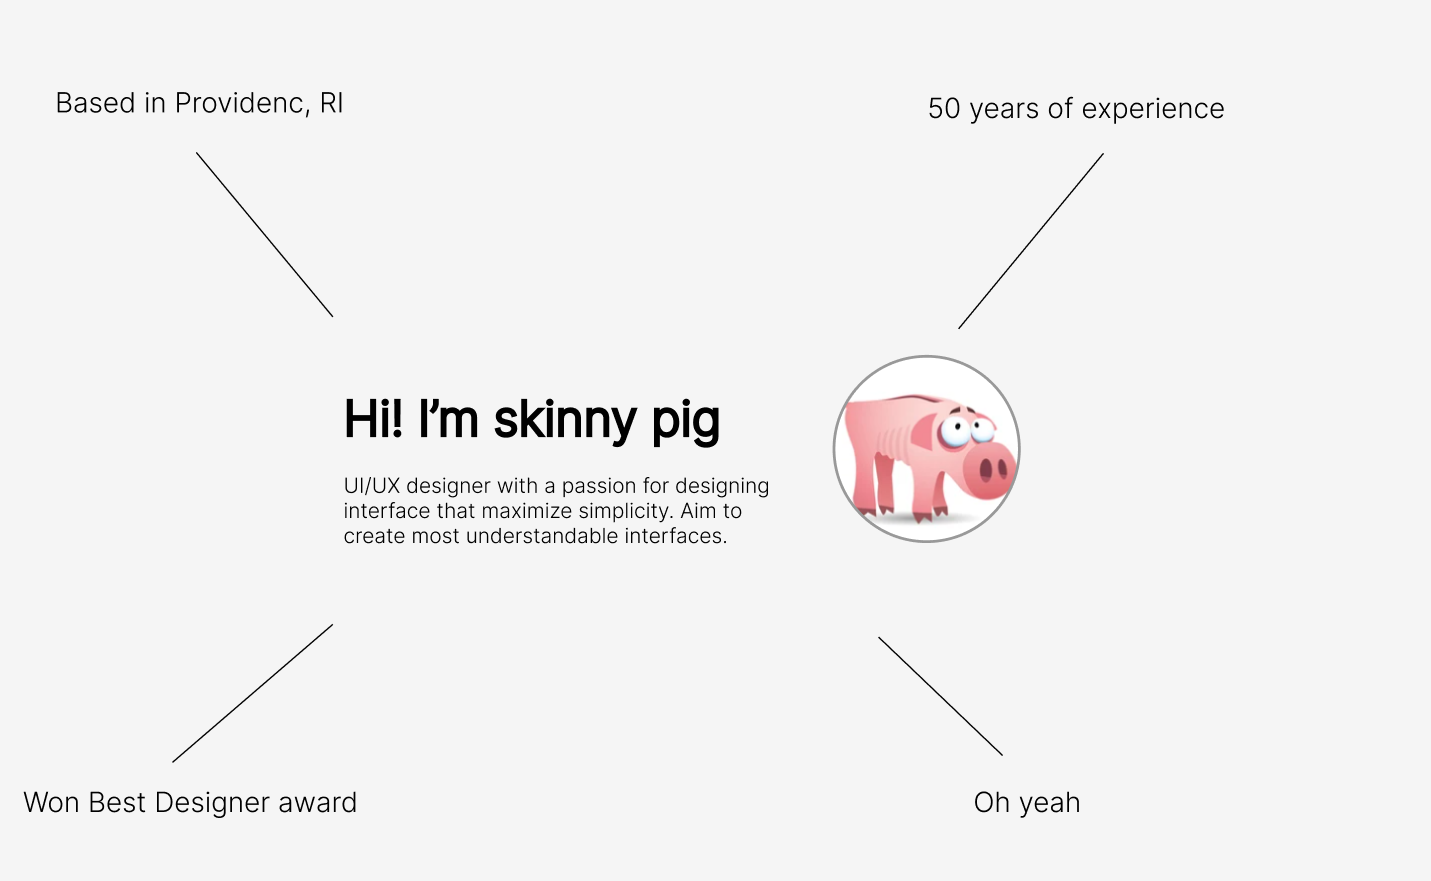 Based in Providenc, RI
50 years of experience
Hi! I’m skinny pig
UI/UX designer with a passion for designing
interface that maximize simplicity. Aim to
create most understandable interfaces.
Won Best Designer award
Oh yeah